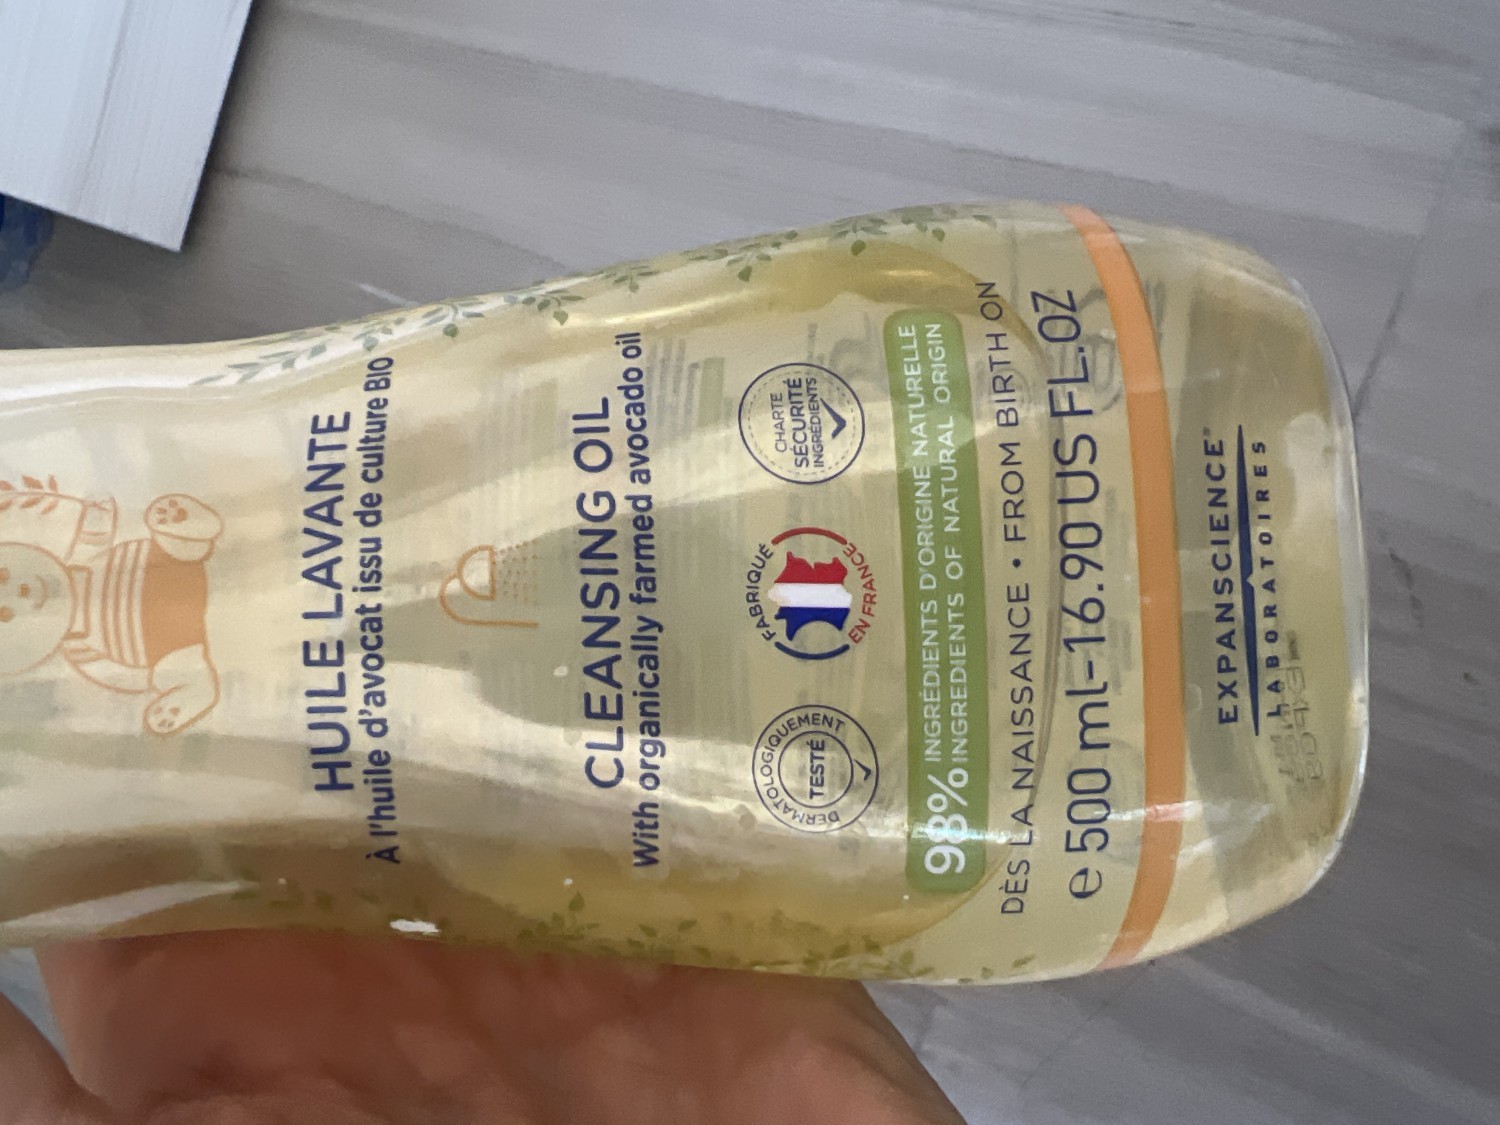 HUILE LAVANTE
À l'huile d'avocat issu de culture BIO
CLEANSING OIL
With organically farmed avocado oil
DERMATOLOGIQUEMENT
TESTÉ
FABRIQUÉ
EN FRANCE
CHARTE
SÉCURITÉ
INGRÉDIENTS
98% INGRÉDIENTS D'ORIGINE NATURELLE
INGREDIENTS OF NATURAL ORIGIN
DÈS LA NAISSANCE • FROM BIRTH ON
e 500 ml-16.90 US FL.OZ
EXPANSCIENCE®
LABORATOIRES